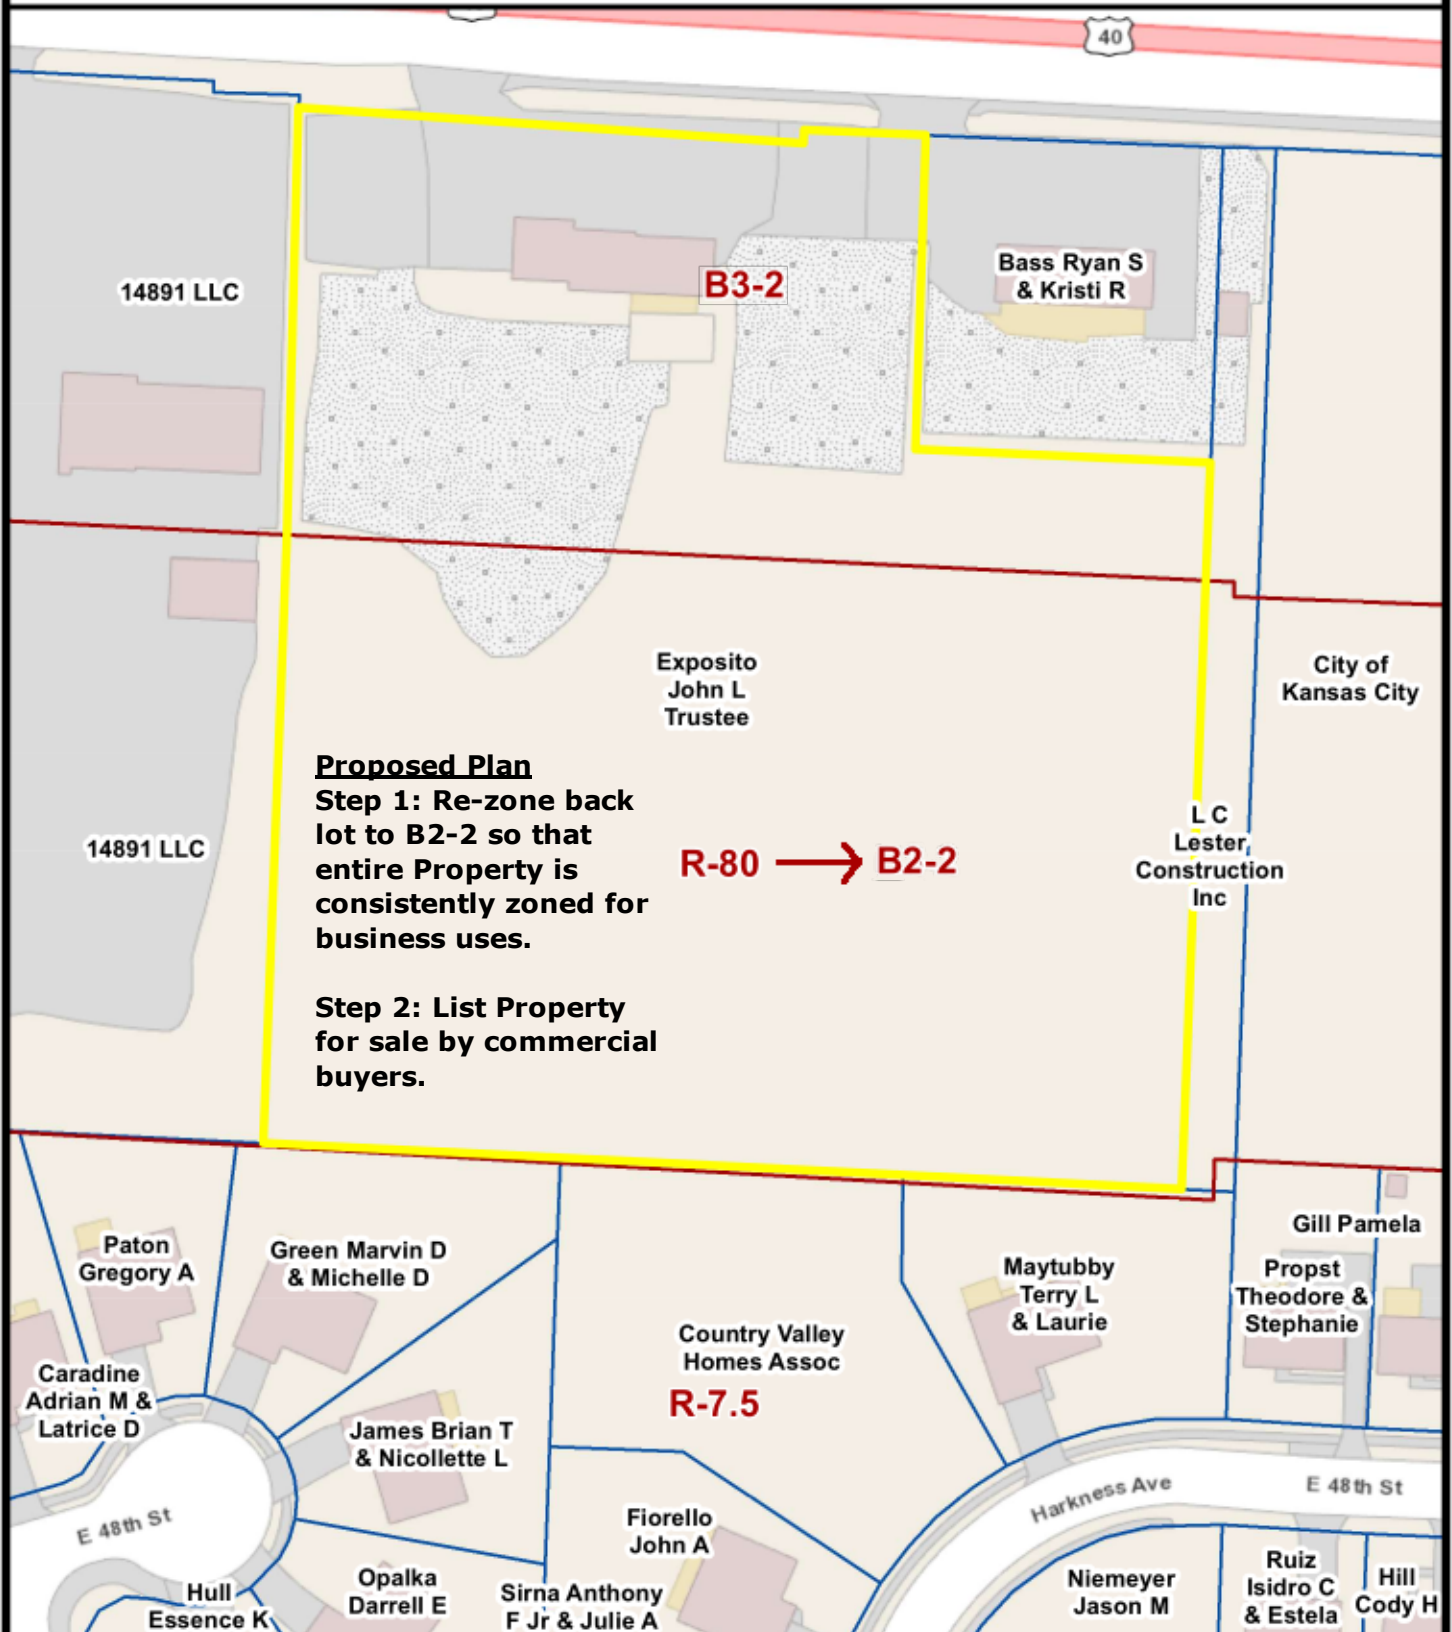 40
14891 LLC
B3-2
Bass Ryan S
& Kristi R
Exposito
John L
Trustee
City of
Kansas City
Proposed Plan
Step 1: Re-zone back
lot to B2-2 so that
entire Property is
consistently zoned for
business uses.
Step 2: List Property
for sale by commercial
buyers.
14891 LLC
R-80
B2-2
L C
Lester
Construction
Inc
Paton
Gregory A
Green Marvin D
& Michelle D
Country Valley
Homes Assoc
R-7.5
Maytubby
Terry L
& Laurie
Gill Pamela
Propst
Theodore &
Stephanie
Caradine
Adrian M &
Latrice D
James Brian T
& Nicollette L
E 48th St
Harkness Ave
E 48th St
Fiorello
John A
Hull
Essence K
Opalka
Darrell E
Sirna Anthony
F Jr & Julie A
Niemeyer
Jason M
Ruiz
Isidro C
& Estela
Hill
Cody H